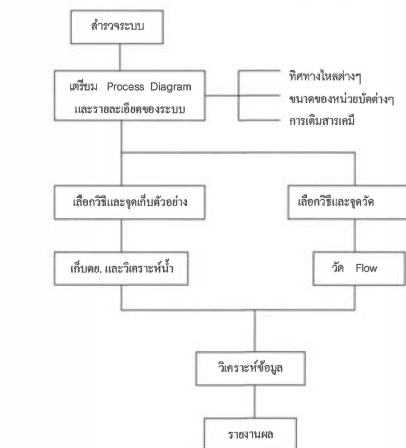 สำรวจระบบ
เตรียม Process Diagram
และรายละเอียดของระบบ
ทิศทางไหลต่างๆ
ขนาดของหน่วยบัดต่างๆ
การเติมสารเคมี
เลือกวิธีและจุดเก็บตัวอย่าง
เลือกวิธีและจุดวัด
เก็บตย. และวิเคราะห์น้ำ
วัด Flow
วิเคราะห์ข้อมูล
รายงานผล